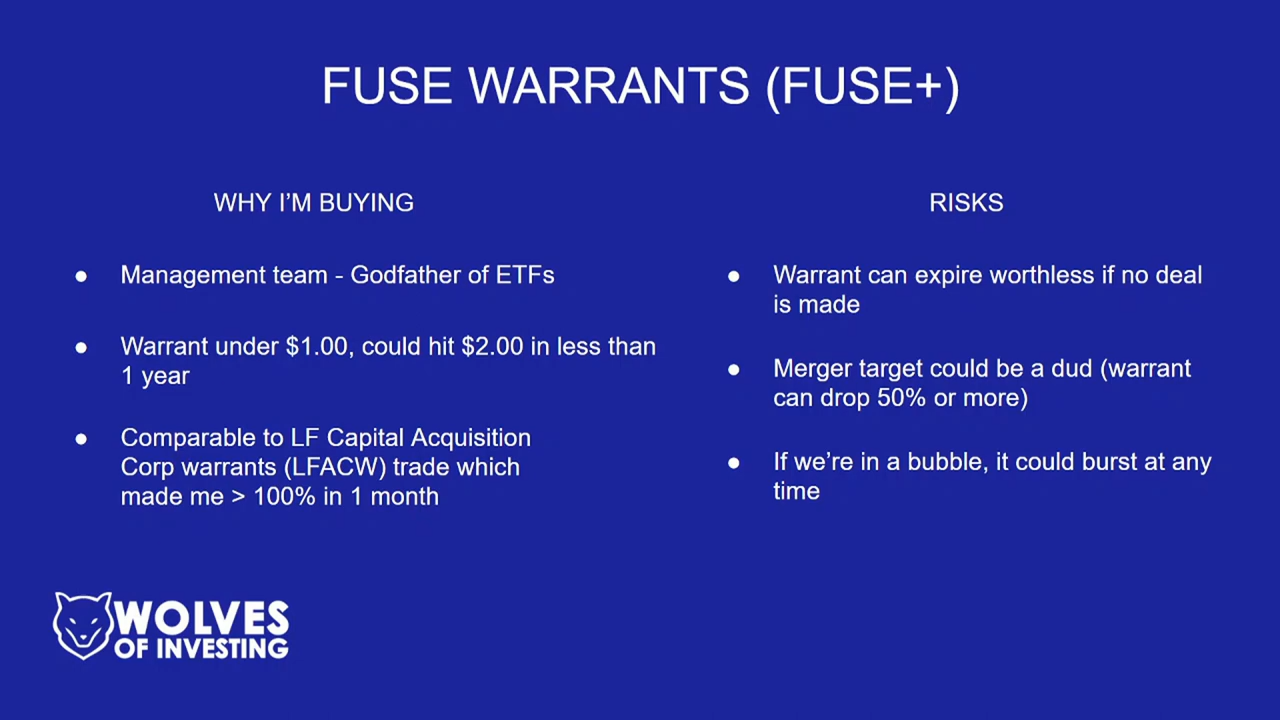 FUSE WARRANTS (FUSE+)
WHY I'M BUYING
● Management team - Godfather of ETFs
● Warrant under $1.00, could hit $2.00 in less than
1 year
● Comparable to LF Capital Acquisition
Corp warrants (LFACW) trade which
made me > 100% in 1 month
RISKS
● Warrant can expire worthless if no deal
is made
● Merger target could be a dud (warrant
can drop 50% or more)
● If we're in a bubble, it could burst at any
time
WOLVES
OF INVESTING